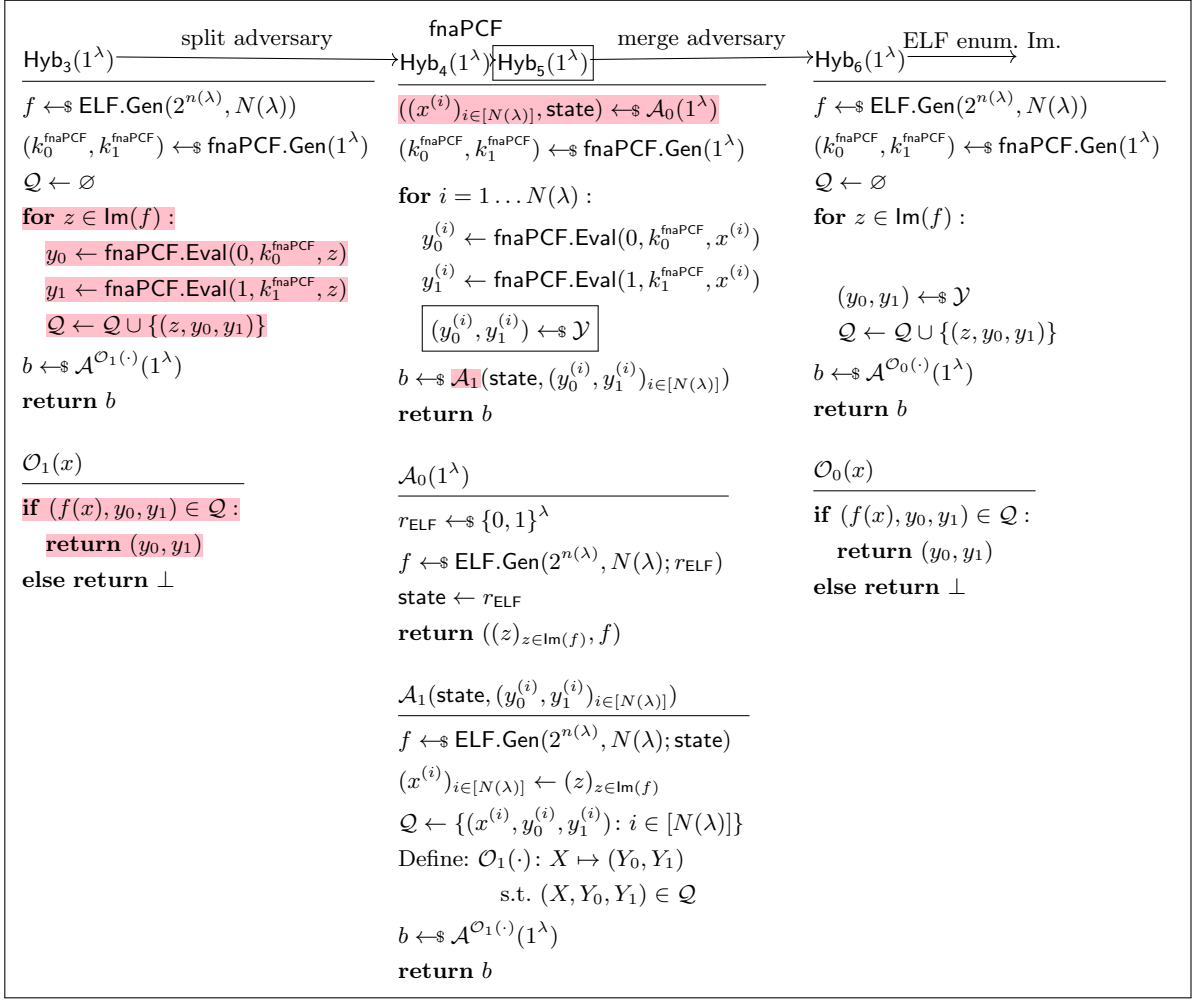 split adversary
fnaPCF
merge adversary
ELF enum. Im.
Hyb₃(1^λ)
f ←$ ELF.Gen(2^{n(λ)}, N(λ))
(k₀^{fnaPCF}, k₁^{fnaPCF}) ←$ fnaPCF.Gen(1^λ)
𝒬 ← ∅
for z ∈ Im(f) :
y₀ ← fnaPCF.Eval(0, k₀^{fnaPCF}, z)
y₁ ← fnaPCF.Eval(1, k₁^{fnaPCF}, z)
𝒬 ← 𝒬 ∪ {(z, y₀, y₁)}
b ←$ 𝒜^{𝒪₁(·)}(1^λ)
return b
𝒪₁(x)
if (f(x), y₀, y₁) ∈ 𝒬 :
return (y₀, y₁)
else return ⊥
Hyb₄(1^λ) Hyb₅(1^λ)
((x^{(i)})_{i∈[N(λ)]}, state) ←$ 𝒜₀(1^λ)
(k₀^{fnaPCF}, k₁^{fnaPCF}) ←$ fnaPCF.Gen(1^λ)
for i = 1 … N(λ) :
y₀^{(i)} ← fnaPCF.Eval(0, k₀^{fnaPCF}, x^{(i)})
y₁^{(i)} ← fnaPCF.Eval(1, k₁^{fnaPCF}, x^{(i)})
(y₀^{(i)}, y₁^{(i)}) ←$ 𝒴
b ←$ 𝒜₁(state, (y₀^{(i)}, y₁^{(i)})_{i∈[N(λ)]})
return b
𝒜₀(1^λ)
r_{ELF} ←$ {0, 1}^λ
f ←$ ELF.Gen(2^{n(λ)}, N(λ); r_{ELF})
state ← r_{ELF}
return ((z)_{z∈Im(f)}, f)
𝒜₁(state, (y₀^{(i)}, y₁^{(i)})_{i∈[N(λ)]})
f ←$ ELF.Gen(2^{n(λ)}, N(λ); state)
(x^{(i)})_{i∈[N(λ)]} ← (z)_{z∈Im(f)}
𝒬 ← {(x^{(i)}, y₀^{(i)}, y₁^{(i)}): i ∈ [N(λ)]}
Define: 𝒪₁(·): X ↦ (Y₀, Y₁)
s.t. (X, Y₀, Y₁) ∈ 𝒬
b ←$ 𝒜^{𝒪₁(·)}(1^λ)
return b
Hyb₆(1^λ)
f ←$ ELF.Gen(2^{n(λ)}, N(λ))
(k₀^{fnaPCF}, k₁^{fnaPCF}) ←$ fnaPCF.Gen(1^λ)
𝒬 ← ∅
for z ∈ Im(f) :
(y₀, y₁) ←$ 𝒴
𝒬 ← 𝒬 ∪ {(z, y₀, y₁)}
b ←$ 𝒜^{𝒪₀(·)}(1^λ)
return b
𝒪₀(x)
if (f(x), y₀, y₁) ∈ 𝒬 :
return (y₀, y₁)
else return ⊥